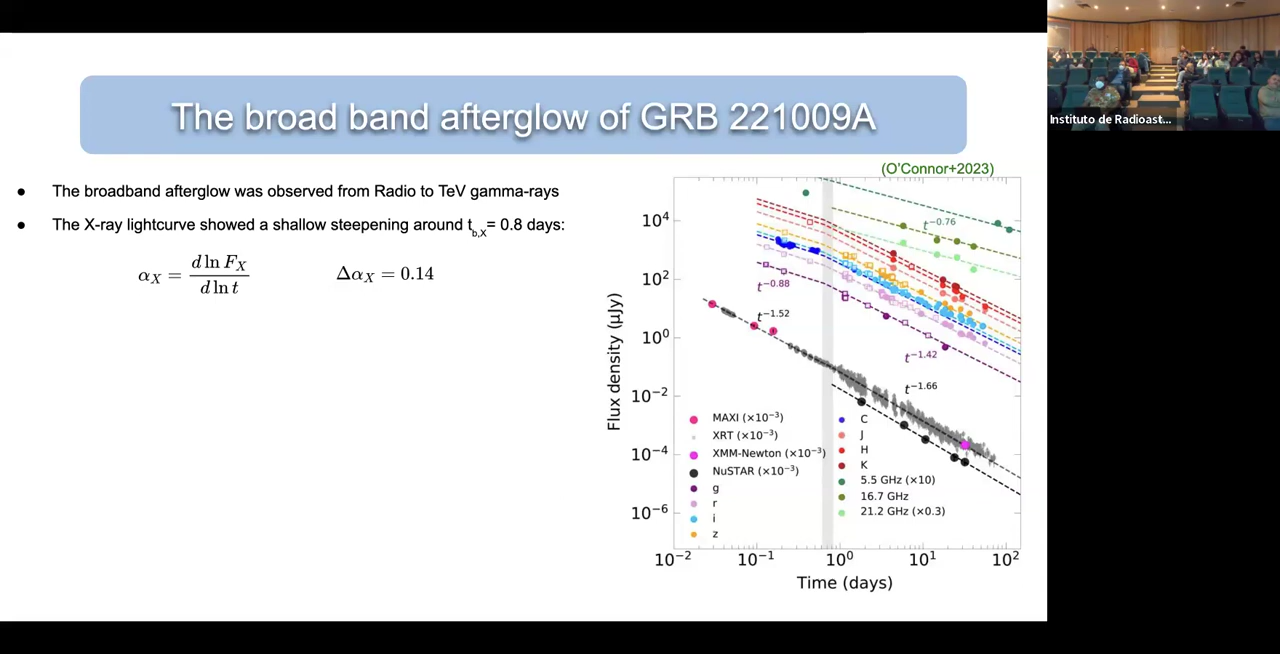 The broad band afterglow of GRB 221009A
Instituto de Radioast...
● The broadband afterglow was observed from Radio to TeV gamma-rays
● The X-ray lightcurve showed a shallow steepening around t_b,X= 0.8 days:
α_X = d ln F_X / d ln t
Δα_X = 0.14
(O'Connor+2023)
Flux density (μJy)
10^4
10^2
10^0
10^−2
10^−4
10^−6
t^−0.76
t^−0.88
t^−1.52
t^−1.42
t^−1.66
MAXI (×10^−3)
XRT (×10^−3)
XMM-Newton (×10^−3)
NuSTAR (×10^−3)
g
r
i
z
C
J
H
K
5.5 GHz (×10)
16.7 GHz
21.2 GHz (×0.3)
10^−2 10^−1 10^0 10^1 10^2
Time (days)